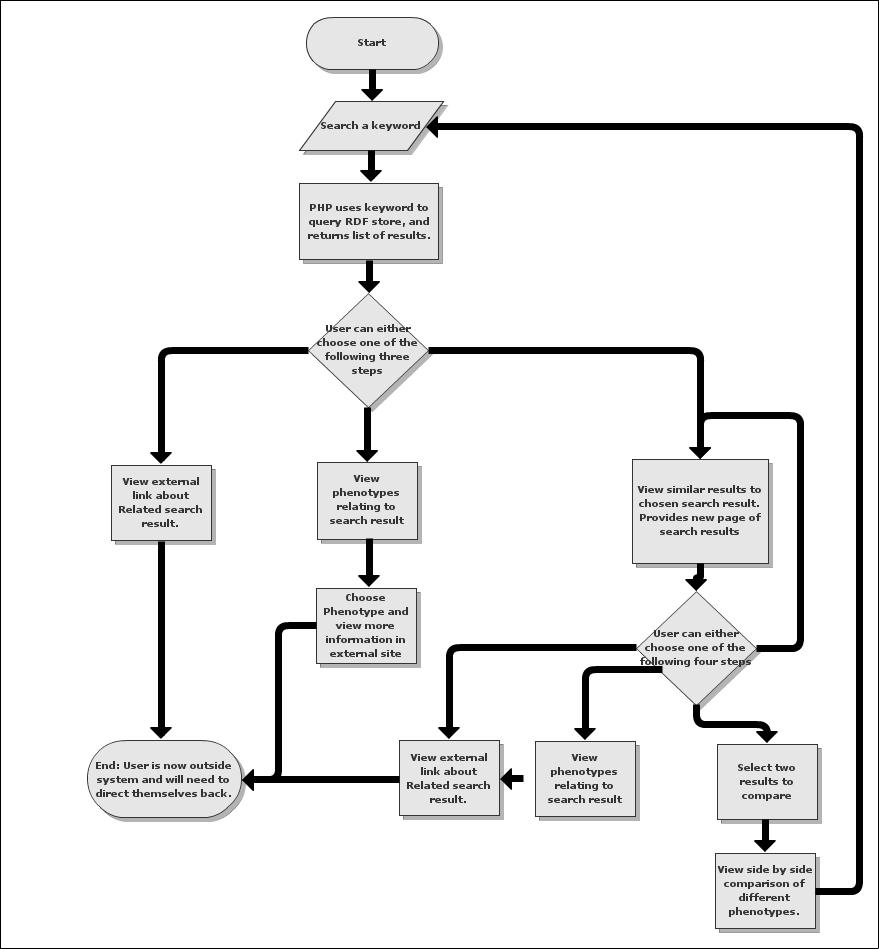 Start
Search a keyword
PHP uses keyword to
query RDF store, and
returns list of results.
User can either
choose one of the
following three
steps
View external
link about
Related search
result.
View
phenotypes
relating to
search result
View similar results to
chosen search result.
Provides new page of
search results
Choose
Phenotype and
view more
information in
external site
User can either
choose one of the
following four steps
End: User is now outside
system and will need to
direct themselves back.
View external
link about
Related search
result.
View
phenotypes
relating to
search result
Select two
results to
compare
View side by side
comparison of
different
phenotypes.